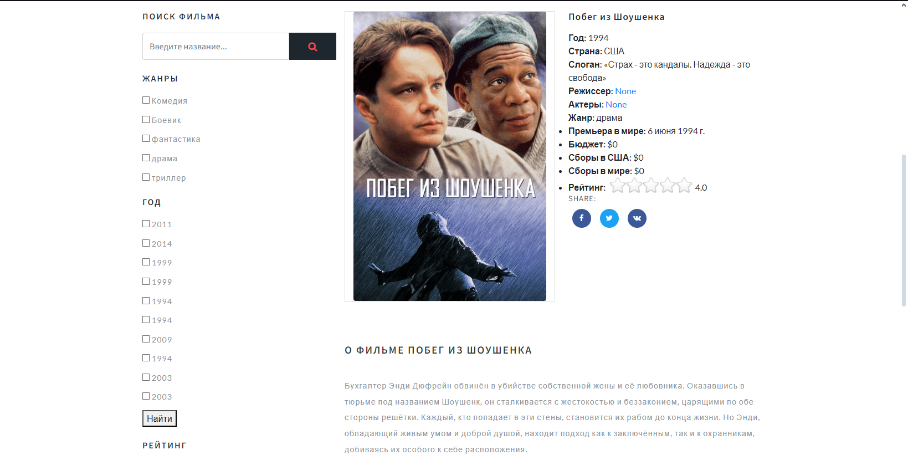 ПОИСК ФИЛЬМА
Введите название...
ЖАНРЫ
Комедия
Боевик
фантастика
драма
триллер
ГОД
2011
2014
1999
1999
1994
1994
2009
1994
2003
2003
Найти
РЕЙТИНГ
ПОБЕГ ИЗ ШОУШЕНКА
Побег из Шоушенка
Год: 1994
Страна: США
Слоган: «Страх - это кандалы. Надежда - это
свобода»
Режиссер: None
Актеры: None
Жанр: драма
Премьера в мире: 6 июня 1994 г.
Бюджет: $0
Сборы в США: $0
Сборы в мире: $0
Рейтинг: 4.0
SHARE:
О ФИЛЬМЕ ПОБЕГ ИЗ ШОУШЕНКА
Бухгалтер Энди Дюфрейн обвинён в убийстве собственной жены и её любовника. Оказавшись в
тюрьме под названием Шоушенк, он сталкивается с жестокостью и беззаконием, царящими по обе
стороны решётки. Каждый, кто попадает в эти стены, становится их рабом до конца жизни. Но Энди,
обладающий живым умом и доброй душой, находит подход как к заключённым, так и к охранникам,
добиваясь их особого к себе расположения.